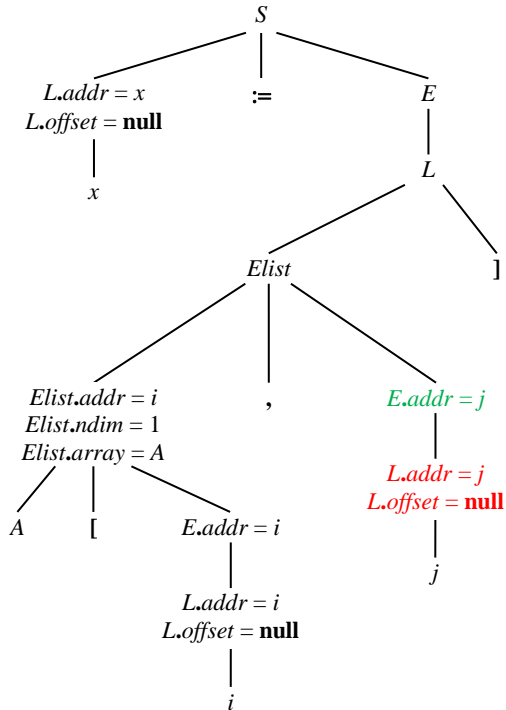 S
L.addr = x
L.offset = null
:=
E
x
L
Elist
]
Elist.addr = i
Elist.ndim = 1
Elist.array = A
,
E.addr = j
L.addr = j
L.offset = null
A
[
E.addr = i
j
L.addr = i
L.offset = null
i